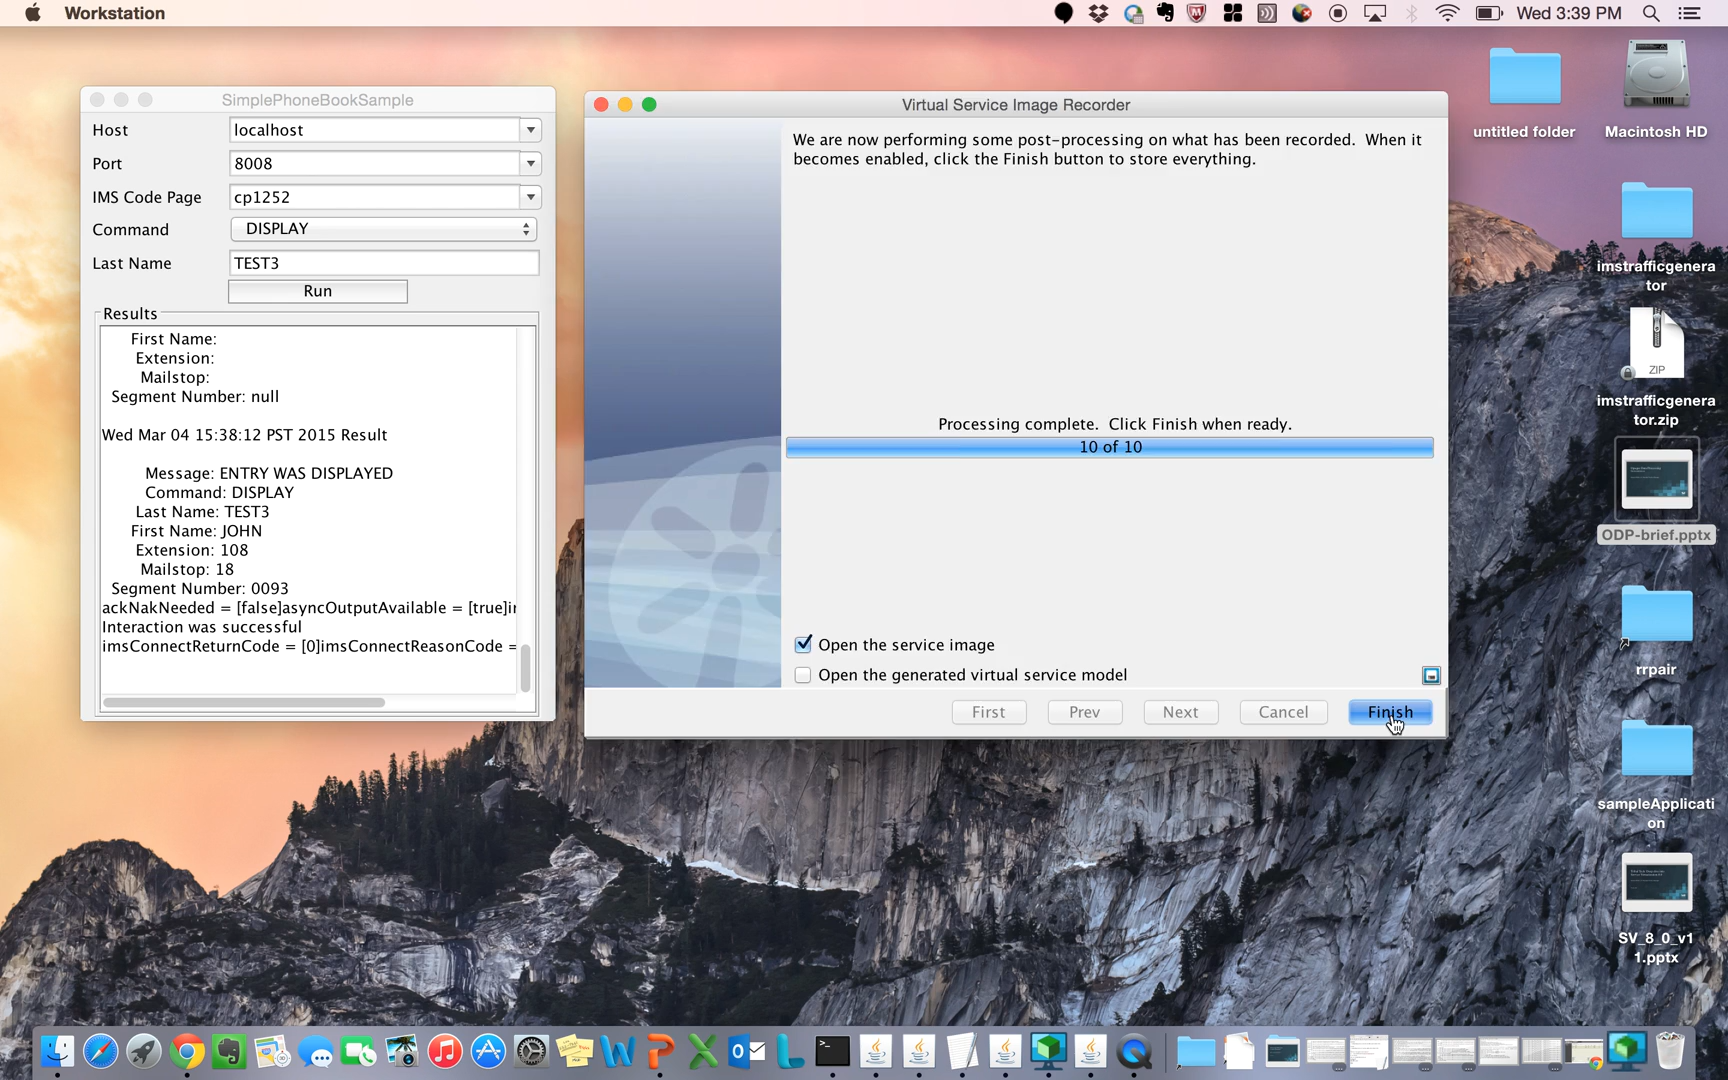 Workstation
Wed 3:39 PM
SimplePhoneBookSample
Host
localhost
Port
8008
IMS Code Page
cp1252
Command
DISPLAY
Last Name
TEST3
Run
Results
First Name:
Extension:
Mailstop:
Segment Number: null
Wed Mar 04 15:38:12 PST 2015 Result
Message: ENTRY WAS DISPLAYED
Command: DISPLAY
Last Name: TEST3
First Name: JOHN
Extension: 108
Mailstop: 18
Segment Number: 0093
ackNakNeeded = [false]asyncOutputAvailable = [true]i
Interaction was successful
imsConnectReturnCode = [0]imsConnectReasonCode =
Virtual Service Image Recorder
We are now performing some post-processing on what has been recorded. When it
becomes enabled, click the Finish button to store everything.
Processing complete. Click Finish when ready.
10 of 10
Open the service image
Open the generated virtual service model
First
Prev
Next
Cancel
Finish
untitled folder
Macintosh HD
imstrafficgenera
tor
ZIP
imstrafficgenera
tor.zip
ODP-brief.pptx
rrpair
sampleApplicati
on
SV_8_0_v1
1.pptx